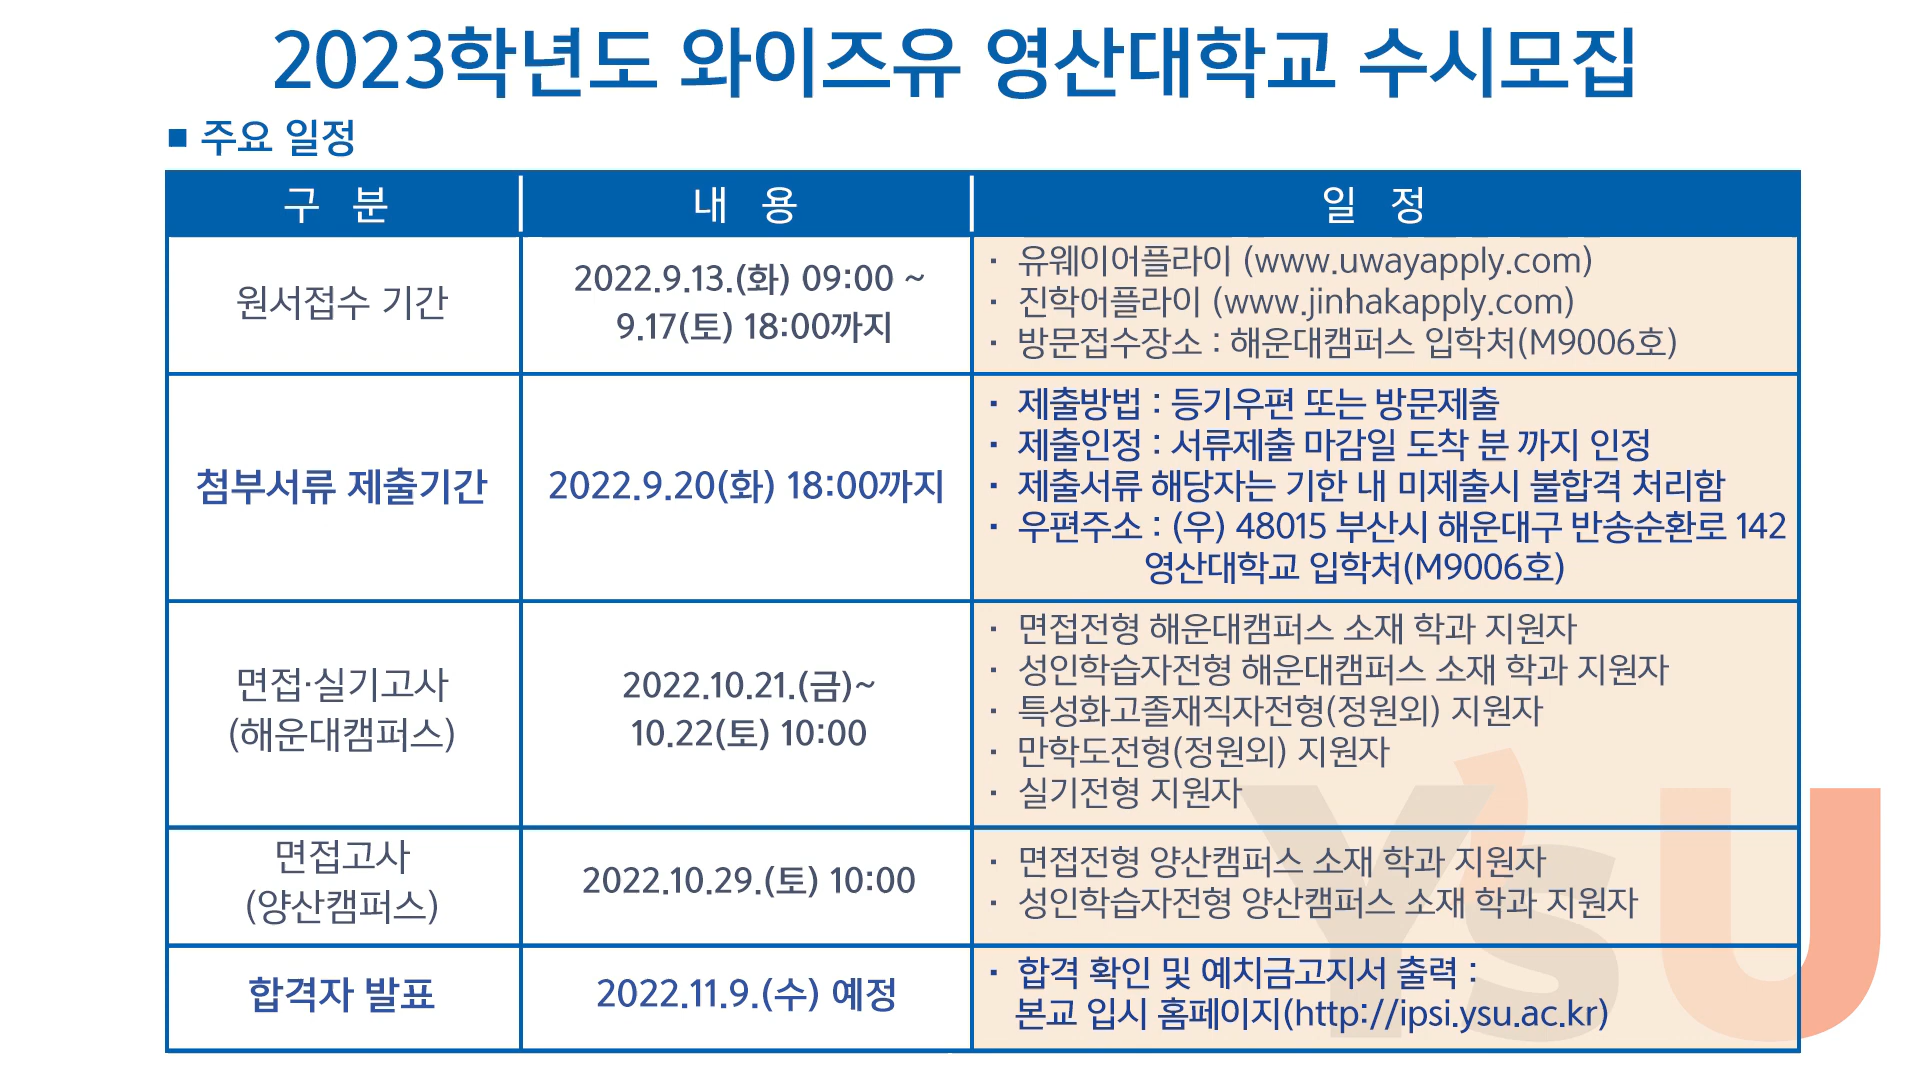 2023학년도 와이즈유 영산대학교 수시모집
■ 주요 일정
구 분 내 용 일 정
원서접수 기간
2022.9.13.(화) 09:00 ~
9.17(토) 18:00까지
· 유웨이어플라이 (www.uwayapply.com)
· 진학어플라이 (www.jinhakapply.com)
· 방문접수장소 : 해운대캠퍼스 입학처(M9006호)
첨부서류 제출기간
2022.9.20(화) 18:00까지
· 제출방법 : 등기우편 또는 방문제출
· 제출인정 : 서류제출 마감일 도착 분 까지 인정
· 제출서류 해당자는 기한 내 미제출시 불합격 처리함
· 우편주소 : (우) 48015 부산시 해운대구 반송순환로 142
영산대학교 입학처(M9006호)
면접·실기고사
(해운대캠퍼스)
2022.10.21.(금)~
10.22(토) 10:00
· 면접전형 해운대캠퍼스 소재 학과 지원자
· 성인학습자전형 해운대캠퍼스 소재 학과 지원자
· 특성화고졸재직자전형(정원외) 지원자
· 만학도전형(정원외) 지원자
· 실기전형 지원자
면접고사
(양산캠퍼스)
2022.10.29.(토) 10:00
· 면접전형 양산캠퍼스 소재 학과 지원자
· 성인학습자전형 양산캠퍼스 소재 학과 지원자
합격자 발표
2022.11.9.(수) 예정
· 합격 확인 및 예치금고지서 출력 :
본교 입시 홈페이지(http://ipsi.ysu.ac.kr)
YsU